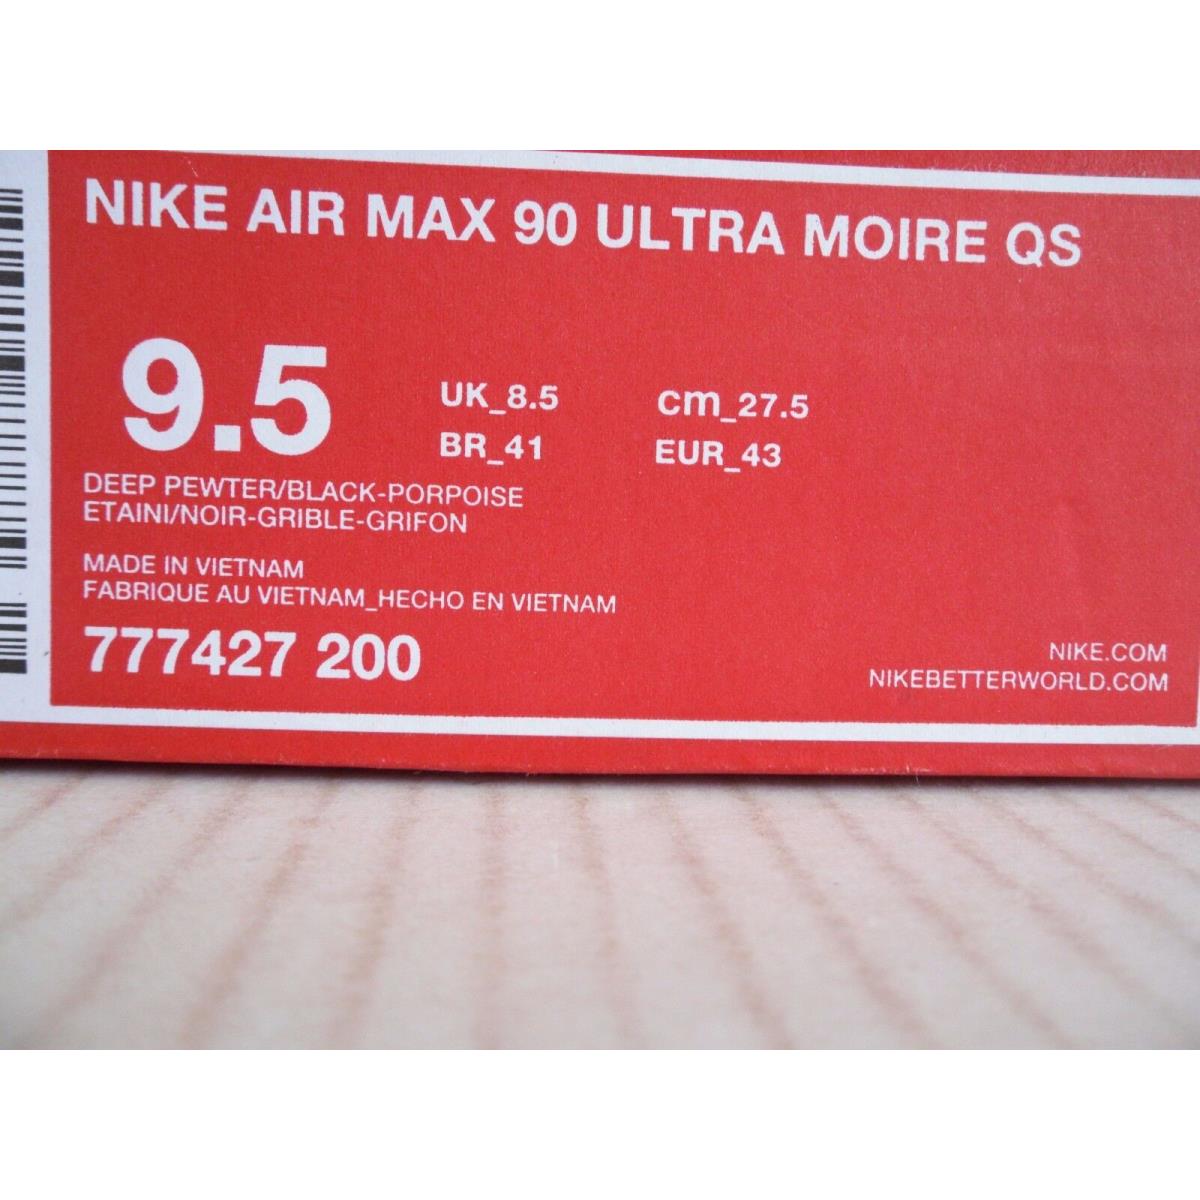 NIKE AIR MAX 90 ULTRA MOIRE QS
9.5
UK_8.5 cm_27.5
BR_41 EUR_43
DEEP PEWTER/BLACK-PORPOISE
ETAINI/NOIR-GRIBLE-GRIFON
MADE IN VIETNAM
FABRIQUE AU VIETNAM_HECHO EN VIETNAM
777427 200
NIKE.COM
NIKEBETTERWORLD.COM